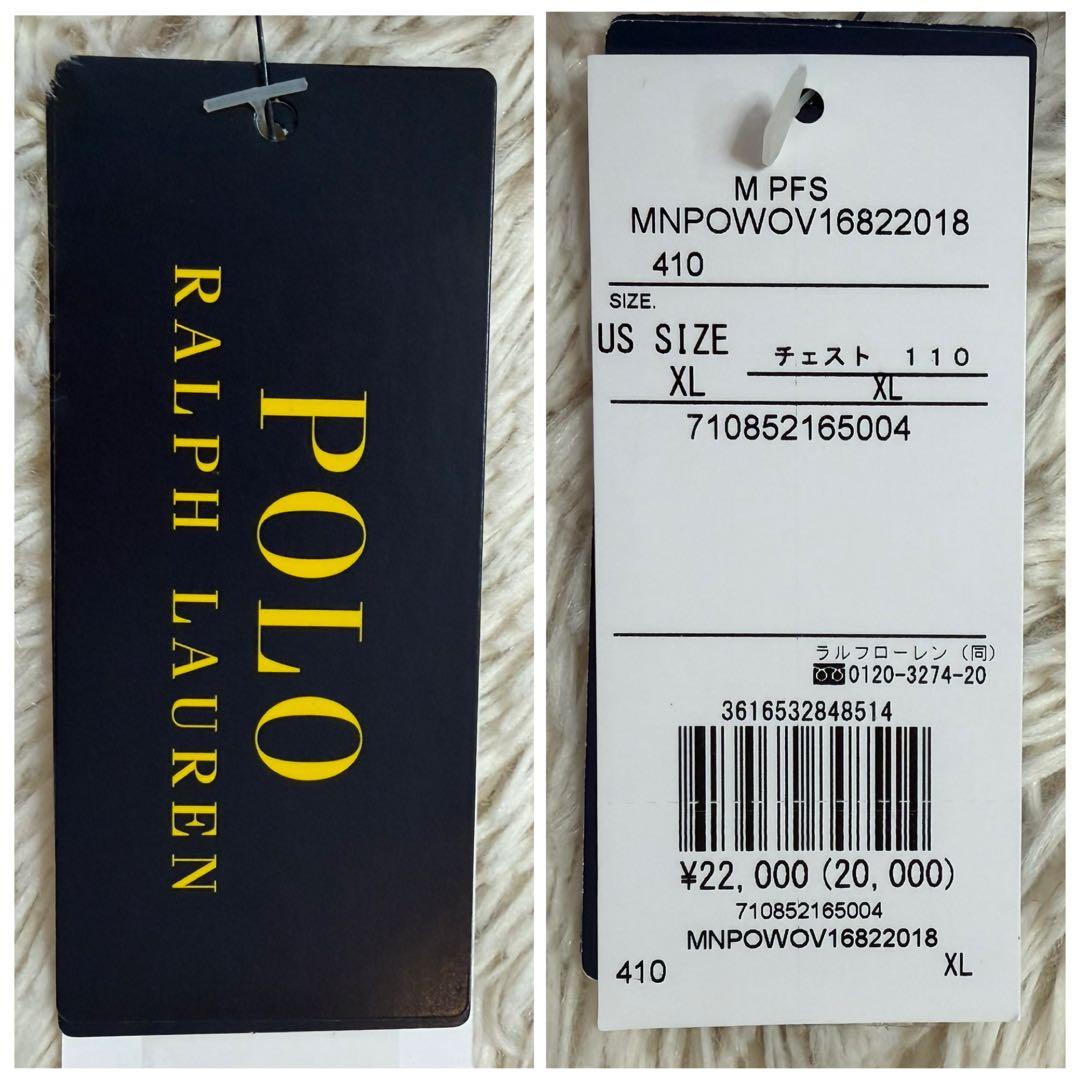 POLO
RALPH LAUREN
M PFS
MNPOWOV16822018
410
SIZE.
US SIZE
チェスト 110
XL
XL
710852165004
ラルフローレン(同)
0120-3274-20
3616532848514
¥22,000(20,000)
710852165004
MNPOWOV16822018
410
XL